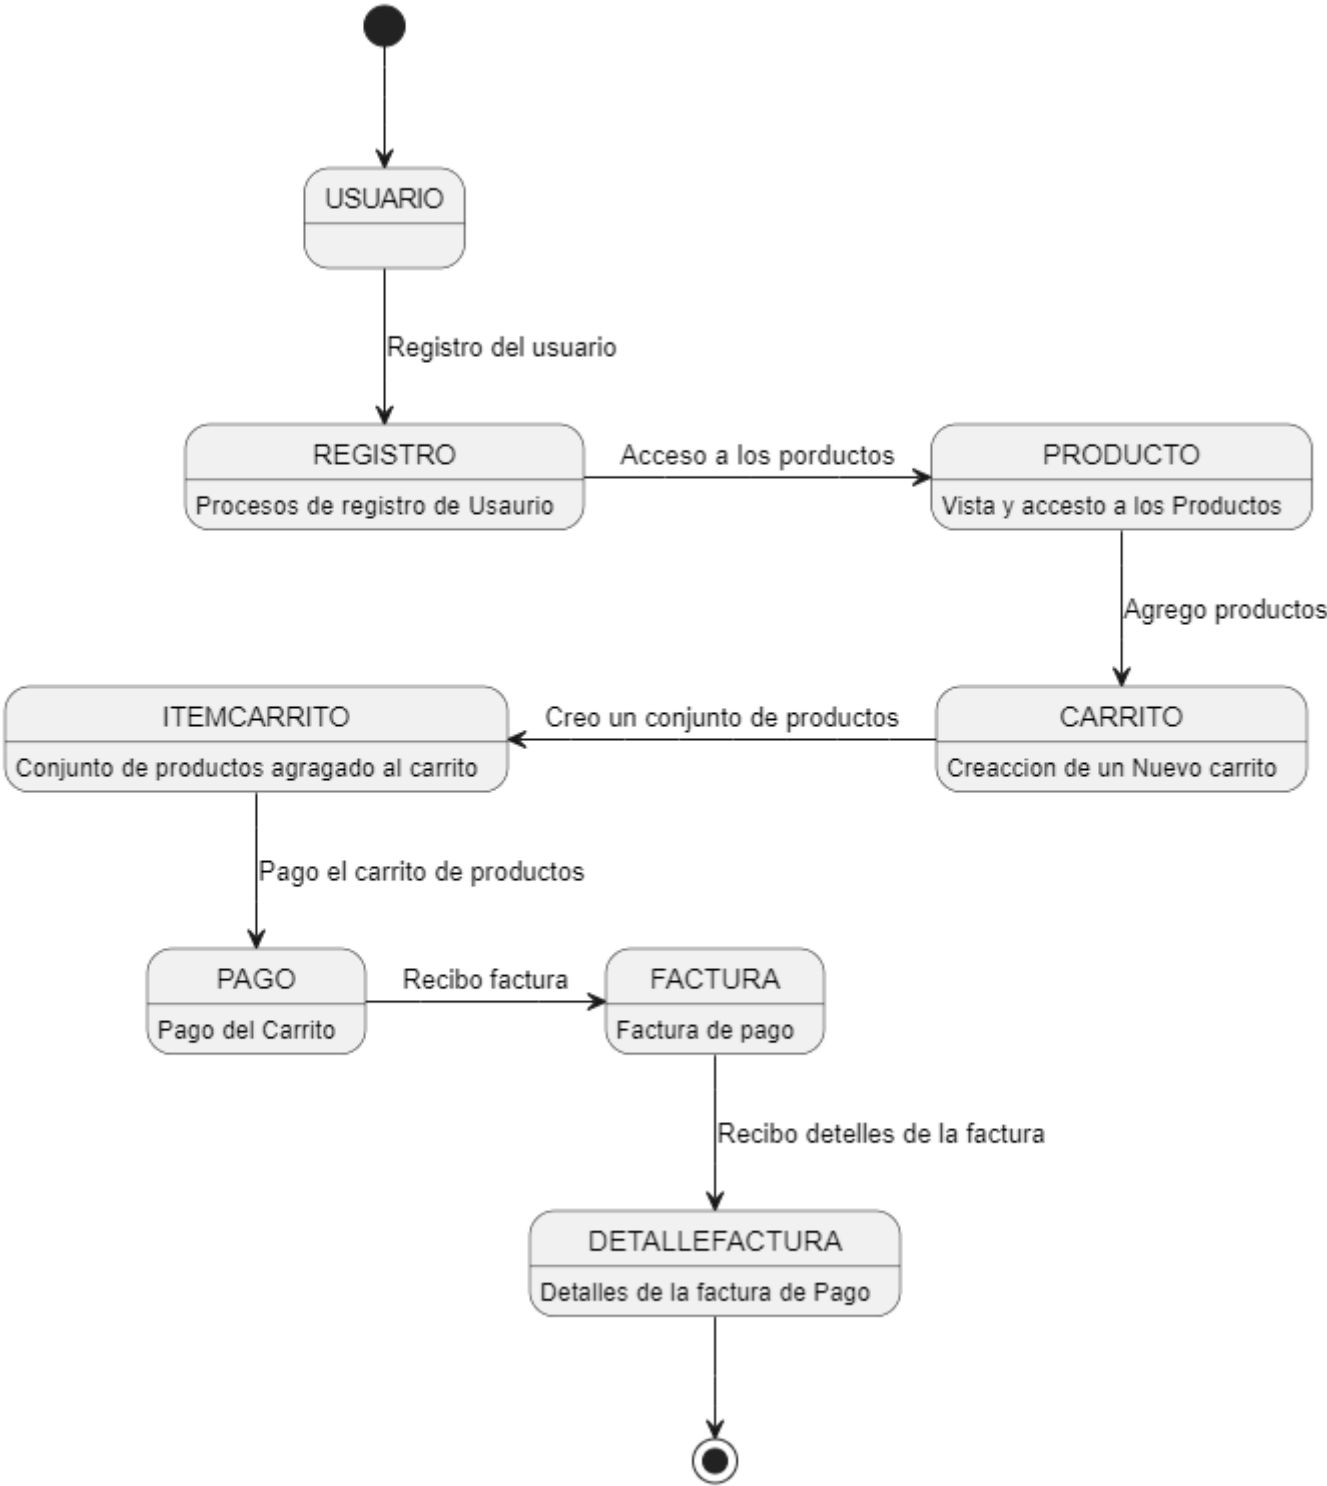 USUARIO
Registro del usuario
REGISTRO
Procesos de registro de Usaurio
Acceso a los porductos
PRODUCTO
Vista y accesto a los Productos
Agrego productos
CARRITO
Creaccion de un Nuevo carrito
Creo un conjunto de productos
ITEMCARRITO
Conjunto de productos agragado al carrito
Pago el carrito de productos
PAGO
Pago del Carrito
Recibo factura
FACTURA
Factura de pago
Recibo detelles de la factura
DETALLEFACTURA
Detalles de la factura de Pago